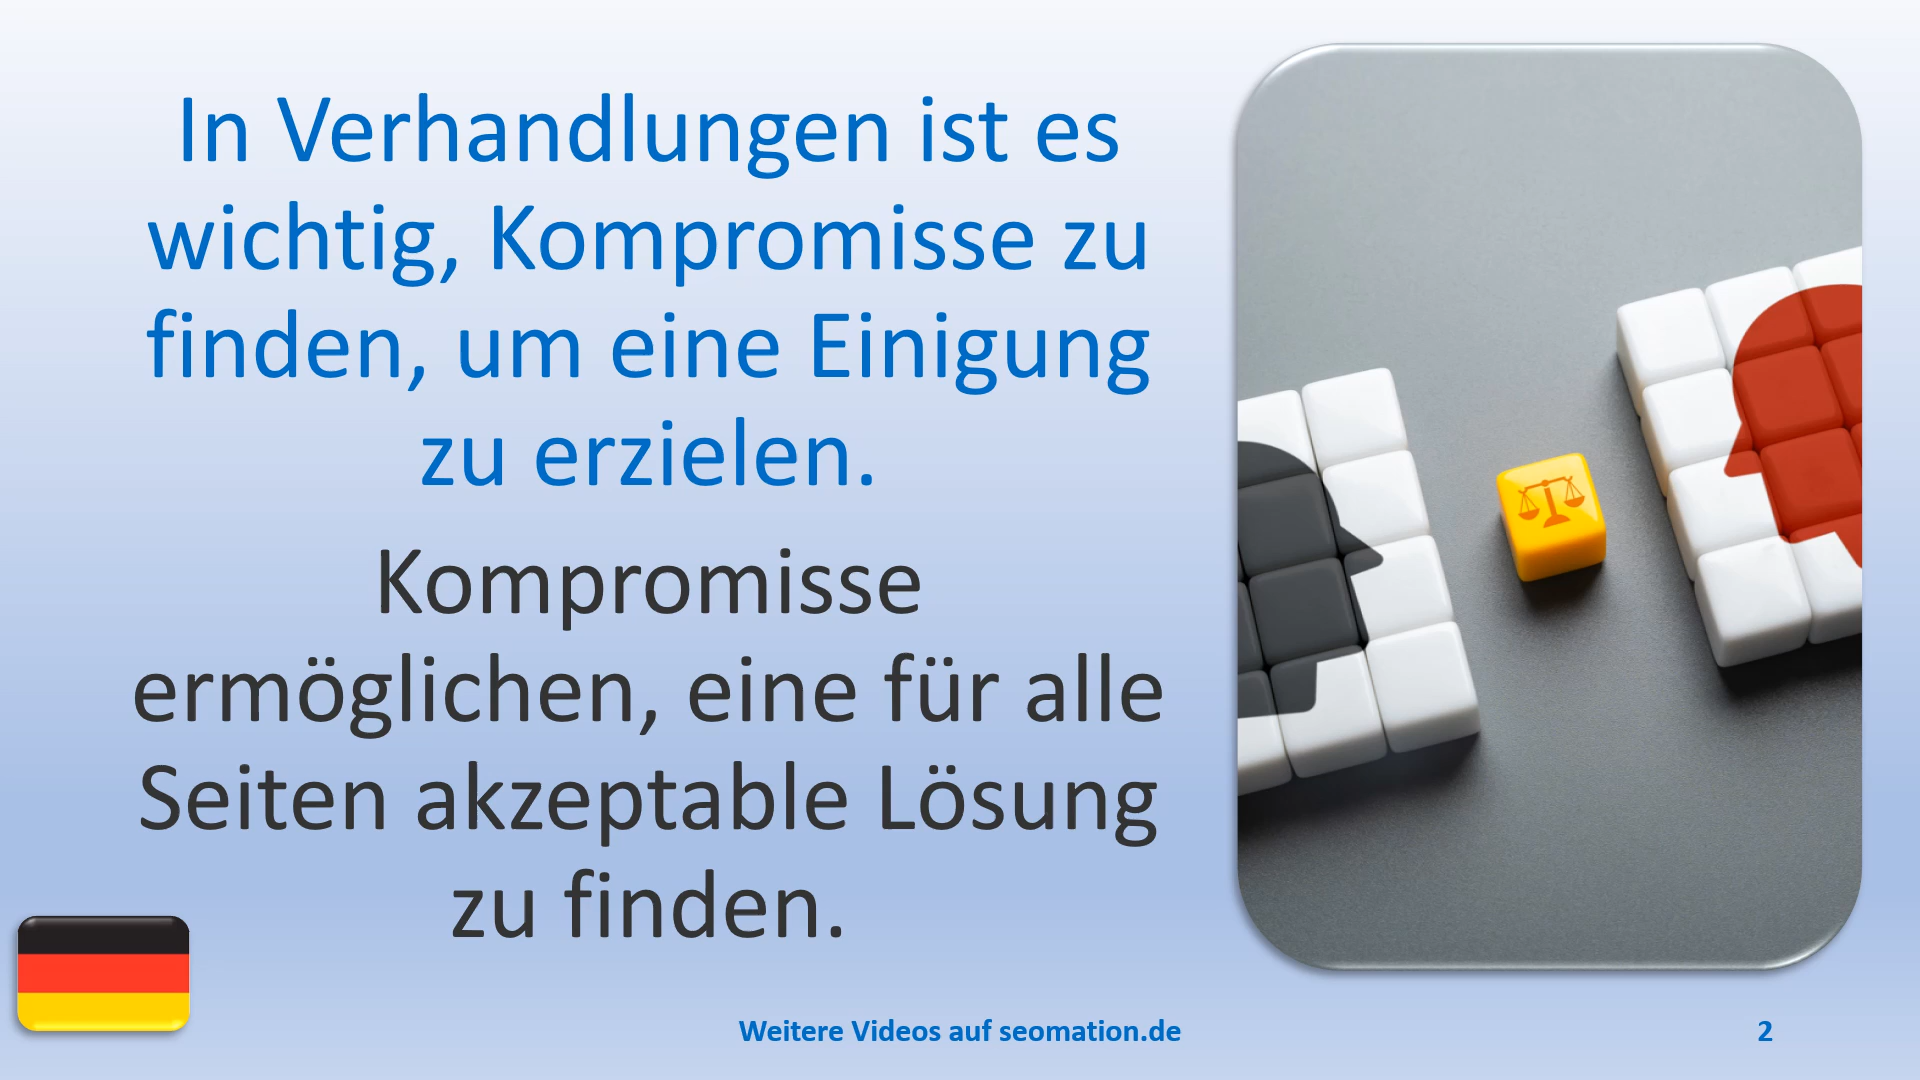 In Verhandlungen ist es
wichtig, Kompromisse zu
finden, um eine Einigung
zu erzielen.
Kompromisse
ermöglichen, eine für alle
Seiten akzeptable Lösung
zu finden.
Weitere Videos auf seomation.de
2